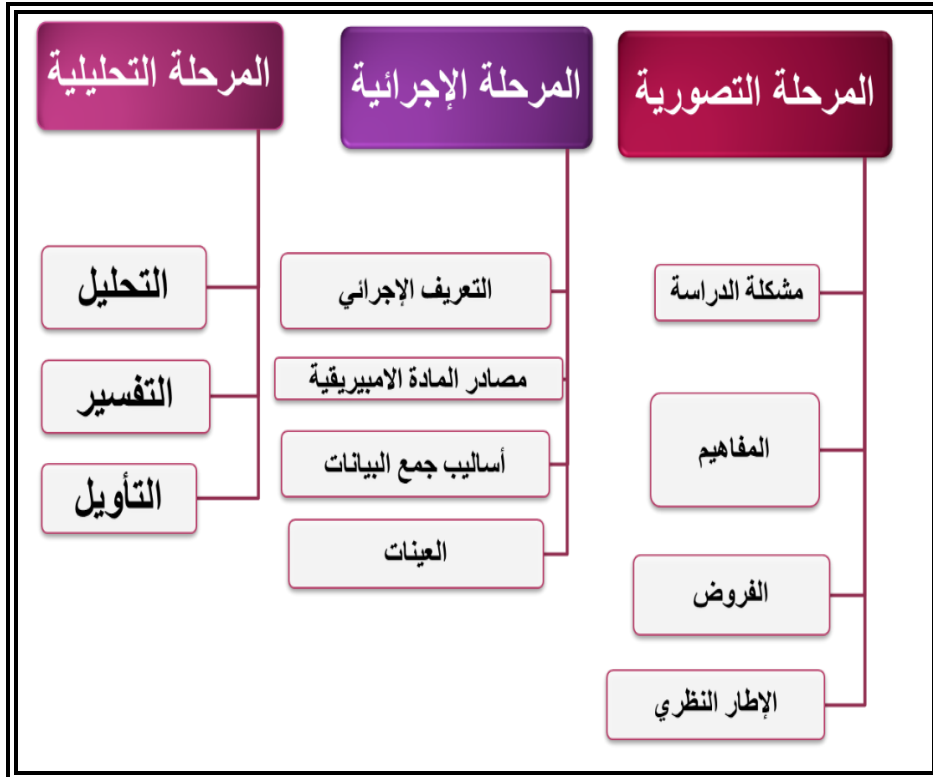 المرحلة التصورية
مشكلة الدراسة
المفاهيم
الفروض
الإطار النظري
المرحلة الإجرائية
التعريف الإجرائي
مصادر المادة الامبيريقية
أساليب جمع البيانات
العينات
المرحلة التحليلية
التحليل
التفسير
التأويل